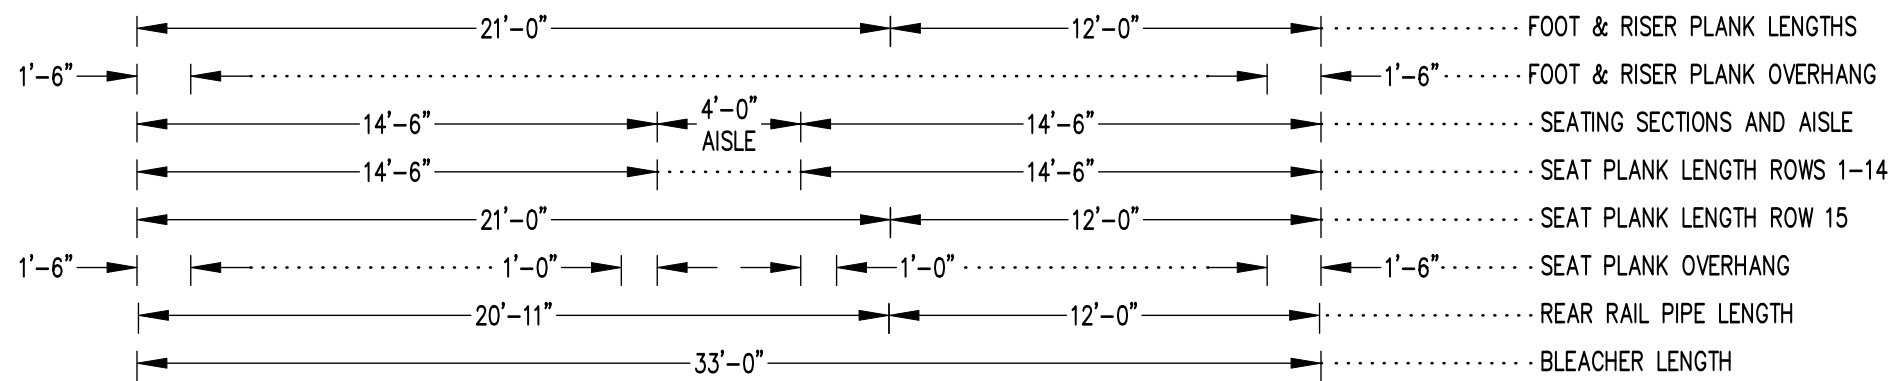 21'-0" 12'-0" FOOT & RISER PLANK LENGTHS
1'-6" 1'-6" FOOT & RISER PLANK OVERHANG
14'-6" 4'-0" AISLE 14'-6" SEATING SECTIONS AND AISLE
14'-6" 14'-6" SEAT PLANK LENGTH ROWS 1-14
21'-0" 12'-0" SEAT PLANK LENGTH ROW 15
1'-6" 1'-0" 1'-0" 1'-6" SEAT PLANK OVERHANG
20'-11" 12'-0" REAR RAIL PIPE LENGTH
33'-0" BLEACHER LENGTH